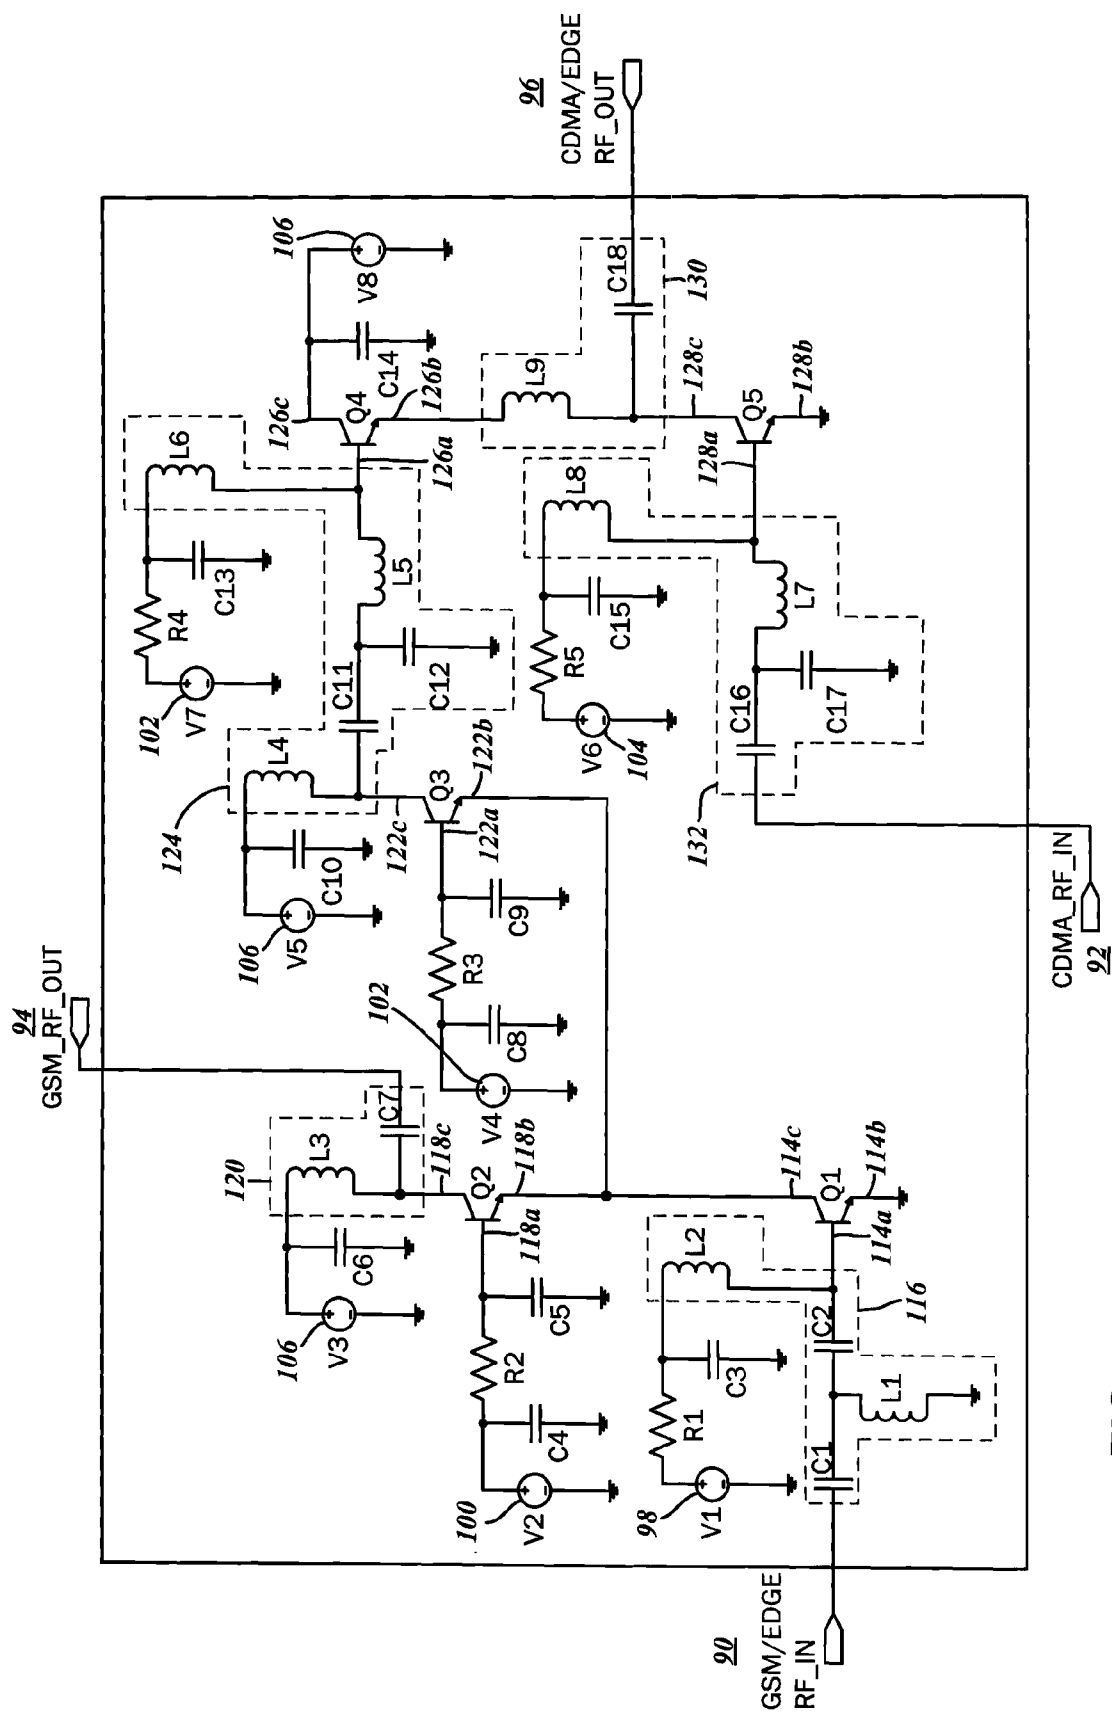 94
GSM_RF_OUT
96
CDMA/EDGE
RF_OUT
120
L3
C7
106
V3
C6
118c
Q2
118a
118b
100
V2
C4
R2
C5
102
V4
C8
R3
C9
122a
122b
122c
Q3
124
L4
106
V5
C10
C11
C12
L5
L6
102
V7
R4
C13
126a
126b
126c
Q4
C14
106
V8
L9
C18
130
128c
Q5
128a
128b
L8
R5
C15
V6
104
L7
C16
C17
132
98
V1
R1
C3
L2
114c
Q1
114a
114b
C1
C2
L1
116
90
GSM/EDGE
RF_IN
CDMA_RF_IN
92